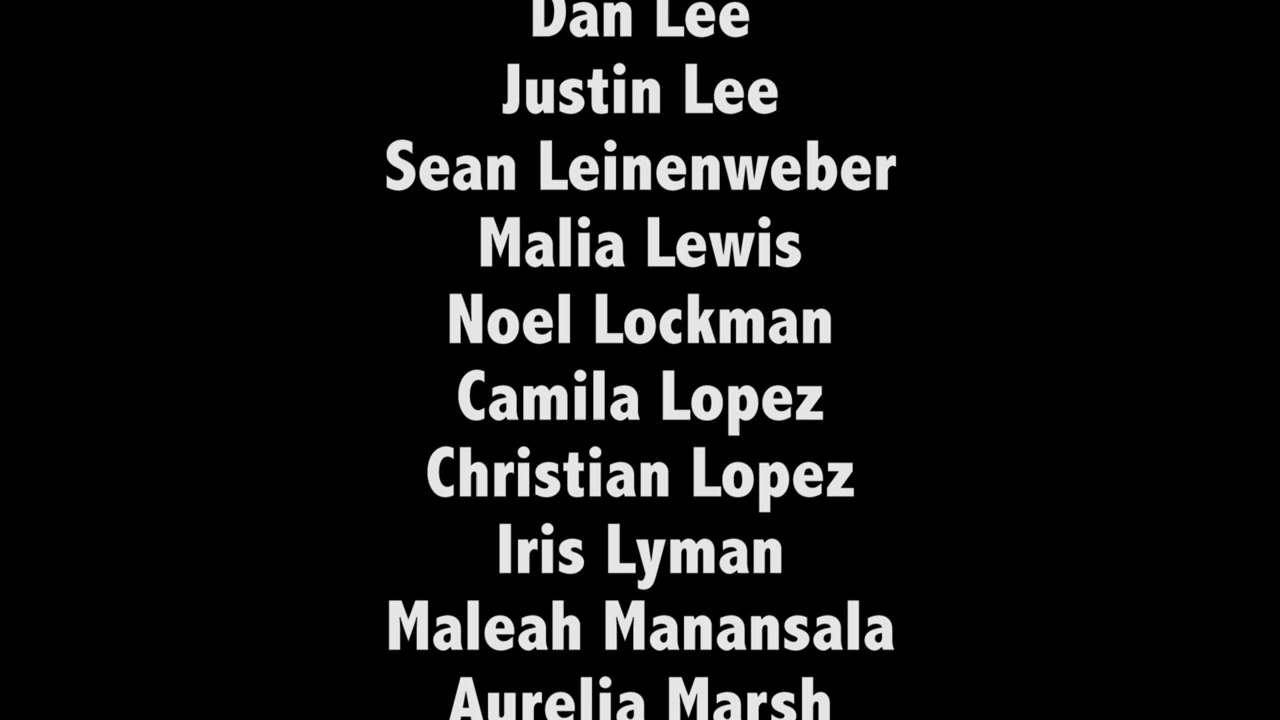 Dan Lee
Justin Lee
Sean Leinenweber
Malia Lewis
Noel Lockman
Camila Lopez
Christian Lopez
Iris Lyman
Maleah Manansala
Aurelia Marsh